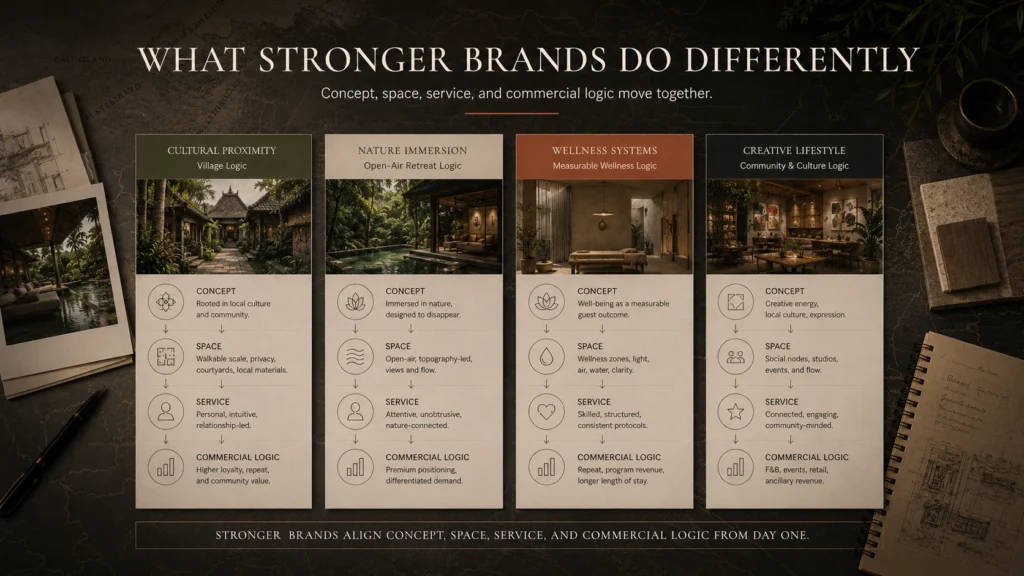 BALI ISLAND
WHAT STRONGER BRANDS DO DIFFERENTLY
Concept, space, service, and commercial logic move together.
CULTURAL PROXIMITY
Village Logic
CONCEPT
Rooted in local culture
and community.
SPACE
Walkable scale, privacy,
courtyards, local materials.
SERVICE
Personal, intuitive,
relationship-led.
COMMERCIAL LOGIC
Higher loyalty, repeat,
and community value.
NATURE IMMERSION
Open-Air Retreat Logic
CONCEPT
Immersed in nature,
designed to disappear.
SPACE
Open-air, topography-led,
views and flow.
SERVICE
Attentive, unobtrusive,
nature-connected.
COMMERCIAL LOGIC
Premium positioning,
differentiated demand.
WELLNESS SYSTEMS
Measurable Wellness Logic
CONCEPT
Well-being as a measurable
guest outcome.
SPACE
Wellness zones, light,
air, water, clarity.
SERVICE
Skilled, structured,
consistent protocols.
COMMERCIAL LOGIC
Repeat, program revenue,
longer length of stay.
CREATIVE LIFESTYLE
Community & Culture Logic
CONCEPT
Creative energy,
local culture, expression.
SPACE
Social nodes, studios,
events, and flow.
SERVICE
Connected, engaging,
community-minded.
COMMERCIAL LOGIC
F&B, events, retail,
ancillary revenue.
STRONGER BRANDS ALIGN CONCEPT, SPACE, SERVICE, AND COMMERCIAL LOGIC FROM DAY ONE.